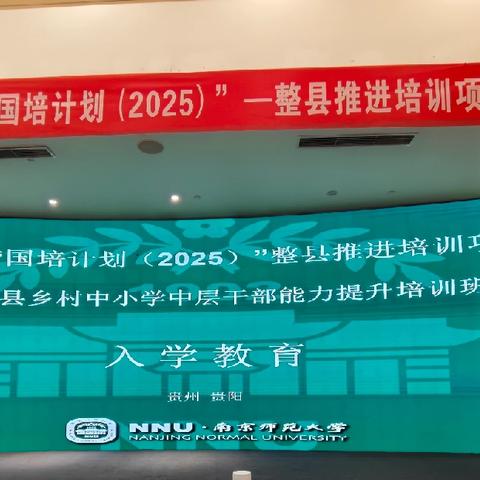 国培计划(2025)”—整县推进培训项
“国培计划（2025）”整县推进培训项
县乡村中小学中层干部能力提升培训班
入学教育
贵州 贵阳
NNU·南京师范大学
NANJING NORMAL UNIVERSITY
NNU